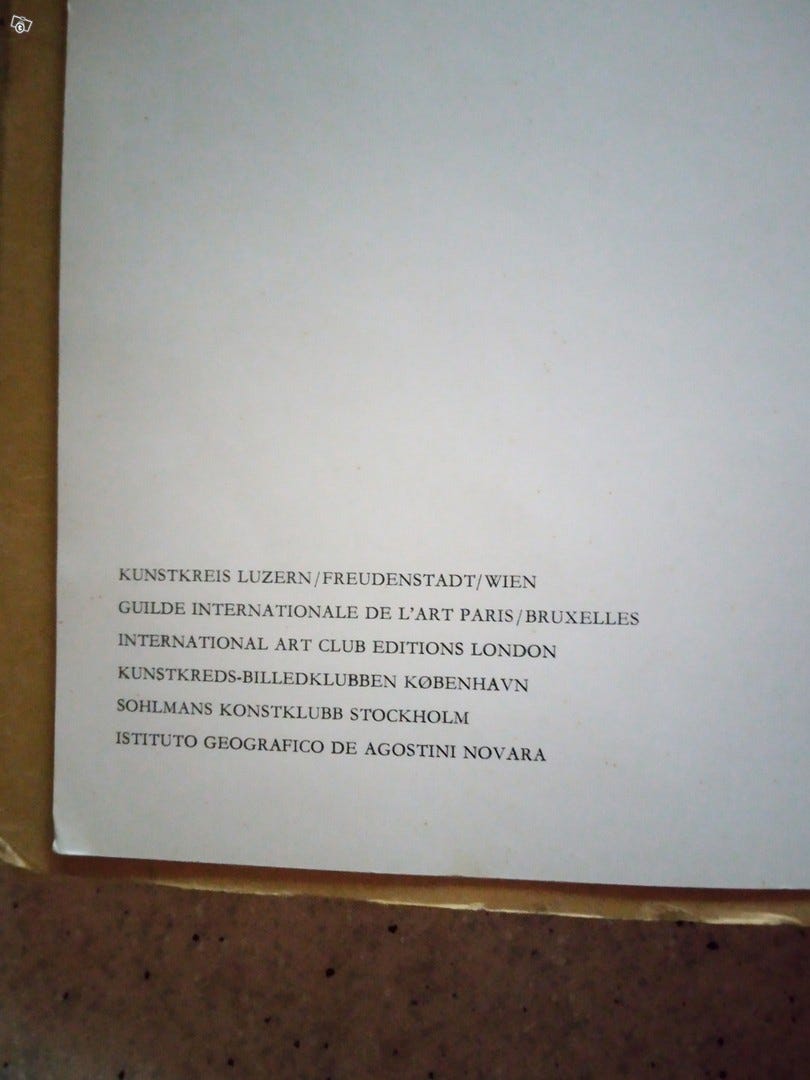 KUNSTKREIS LUZERN/FREUDENSTADT/WIEN
GUILDE INTERNATIONALE DE L'ART PARIS/BRUXELLES
INTERNATIONAL ART CLUB EDITIONS LONDON
KUNSTKREDS-BILLEDKLUBBEN KØBENHAVN
SOHLMANS KONSTKLUBB STOCKHOLM
ISTITUTO GEOGRAFICO DE AGOSTINI NOVARA